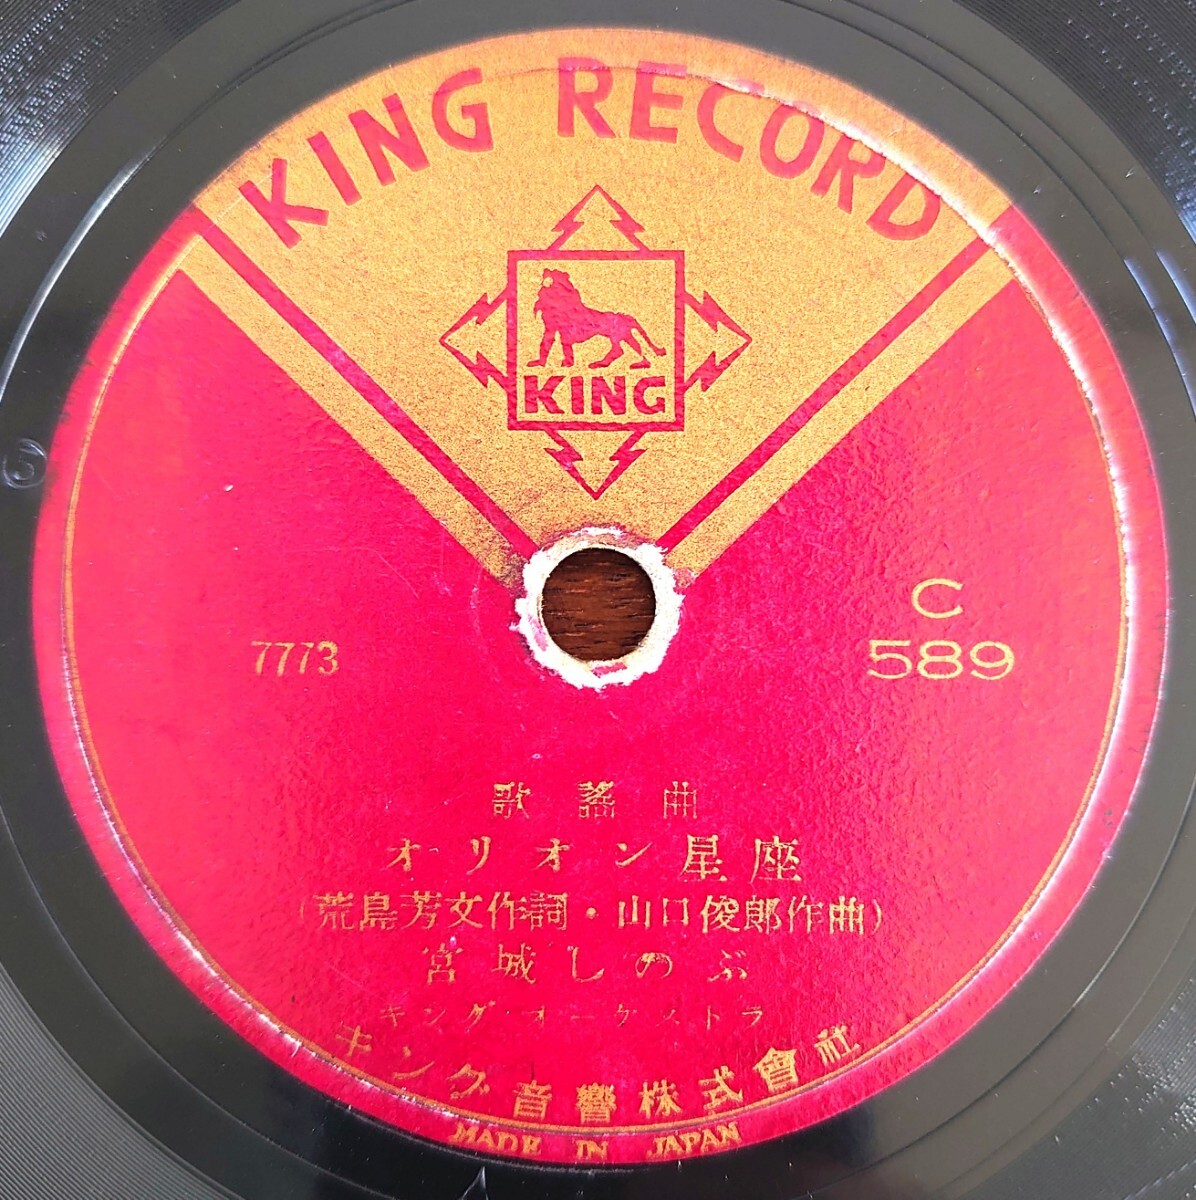 KING RECORD
KING
7773
C
589
歌謠曲
オリオン星座
(荒島芳文作詞・山口俊郎作曲)
宮城しのぶ
キング・オーケストラ
キング音響株式會社
MADE IN JAPAN